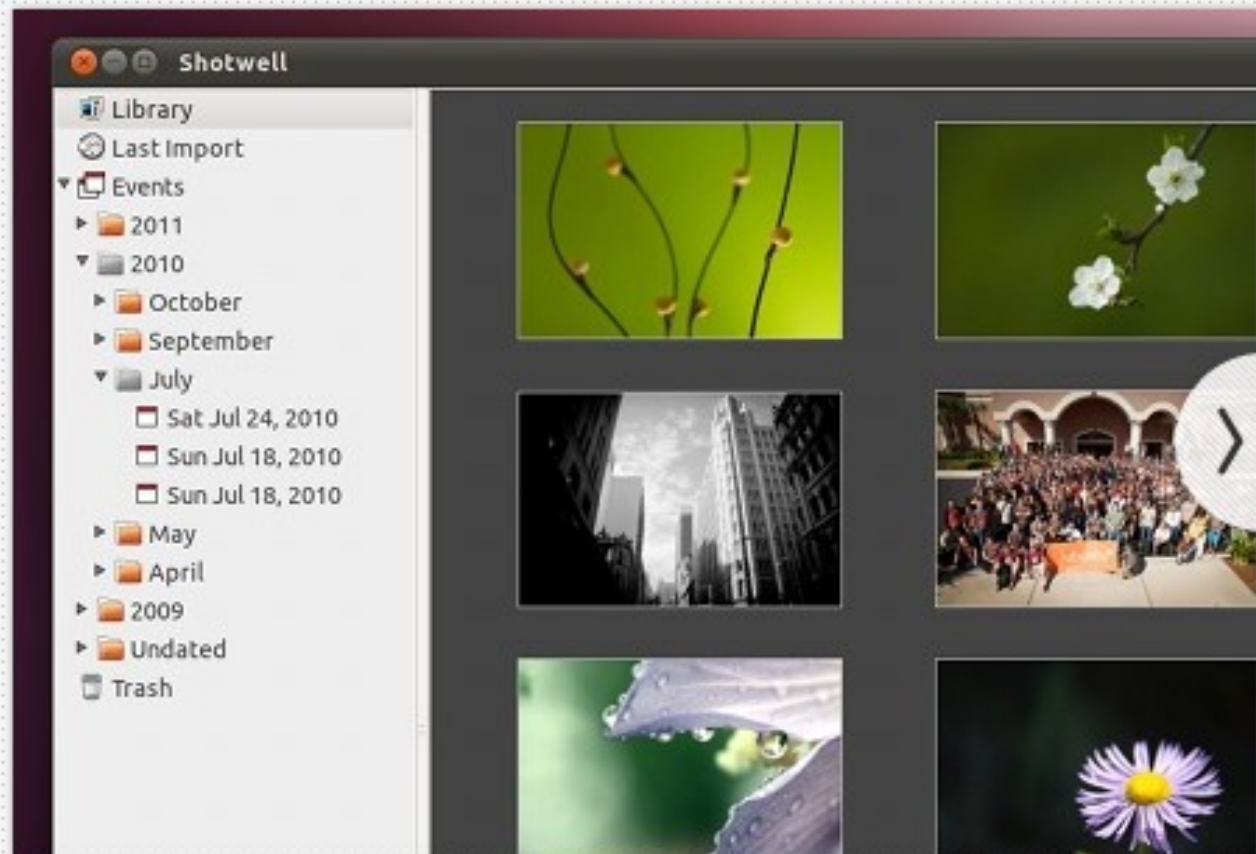 Shotwell
Library
Last Import
Events
2011
2010
October
September
July
Sat Jul 24, 2010
Sun Jul 18, 2010
Sun Jul 18, 2010
May
April
2009
Undated
Trash